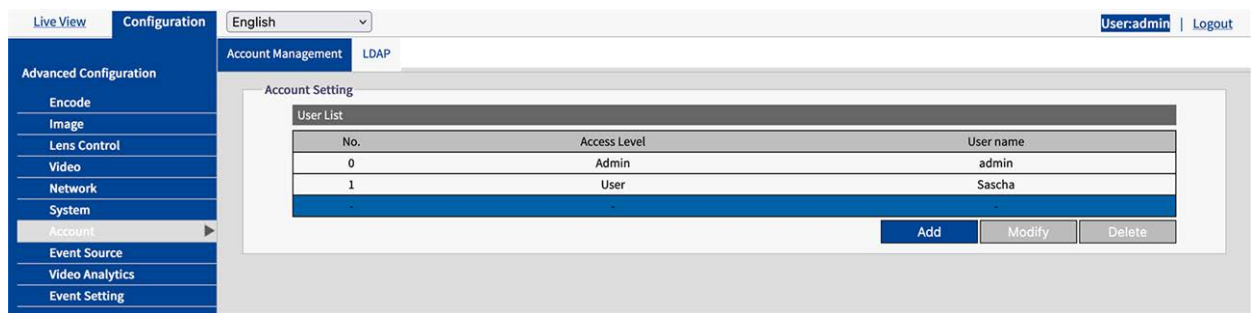 Live View Configuration English User:admin | Logout
Account Management LDAP
Advanced Configuration
Account Setting
Encode
User List
Image
No. Access Level User name
Lens Control
0 Admin admin
Video
1 User Sascha
Network
- - -
System
Account
Add Modify Delete
Event Source
Video Analytics
Event Setting